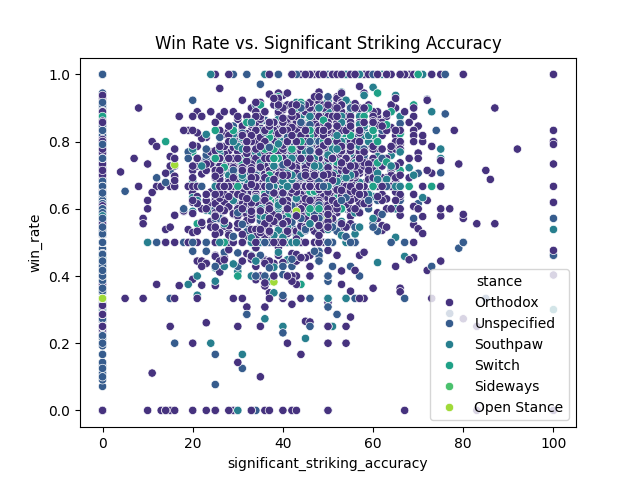 Win Rate vs. Significant Striking Accuracy
1.0
0.8
0.6
0.4
0.2
0.0
win_rate
0
20
40
60
80
100
significant_striking_accuracy
stance
Orthodox
Unspecified
Southpaw
Switch
Sideways
Open Stance